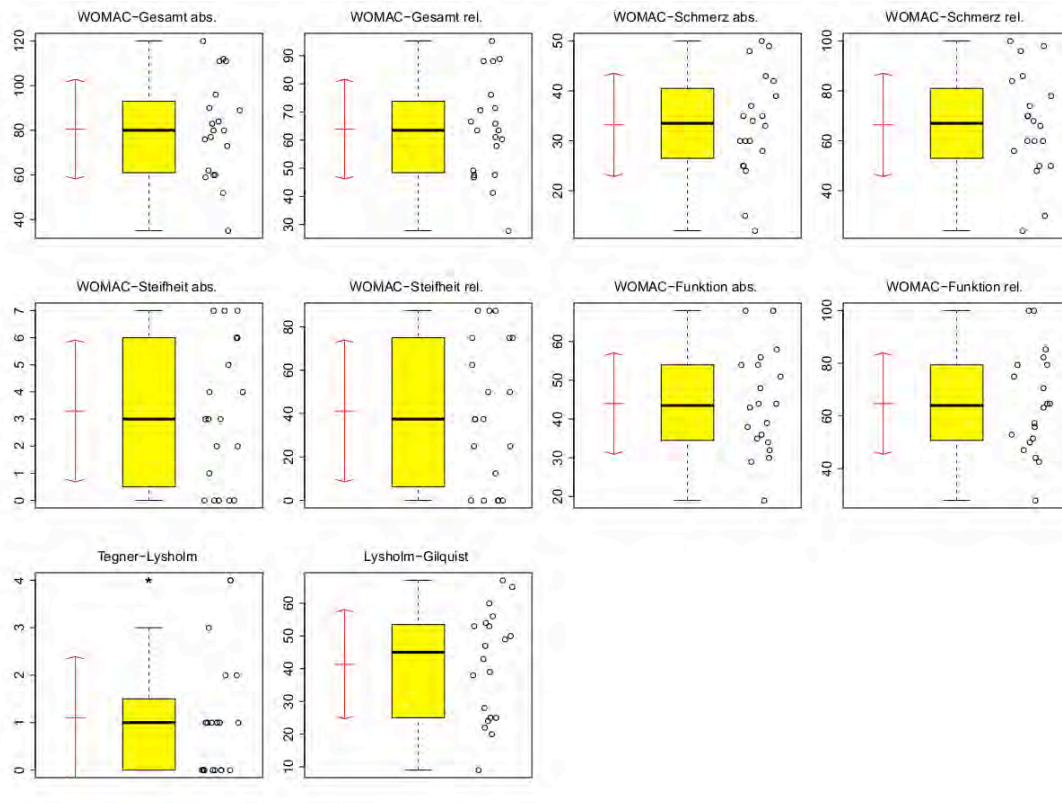 WOMAC−Gesamt abs.
40 60 80 100 120
WOMAC−Gesamt rel.
30 40 50 60 70 80 90
WOMAC−Schmerz abs.
20 30 40 50
WOMAC−Schmerz rel.
40 60 80 100
WOMAC−Steifheit abs.
0 1 2 3 4 5 6 7
WOMAC−Steifheit rel.
0 20 40 60 80
WOMAC−Funktion abs.
20 30 40 50 60
WOMAC−Funktion rel.
40 60 80 100
Tegner−Lysholm
0 1 2 3 4
Lysholm−Gilquist
10 20 30 40 50 60